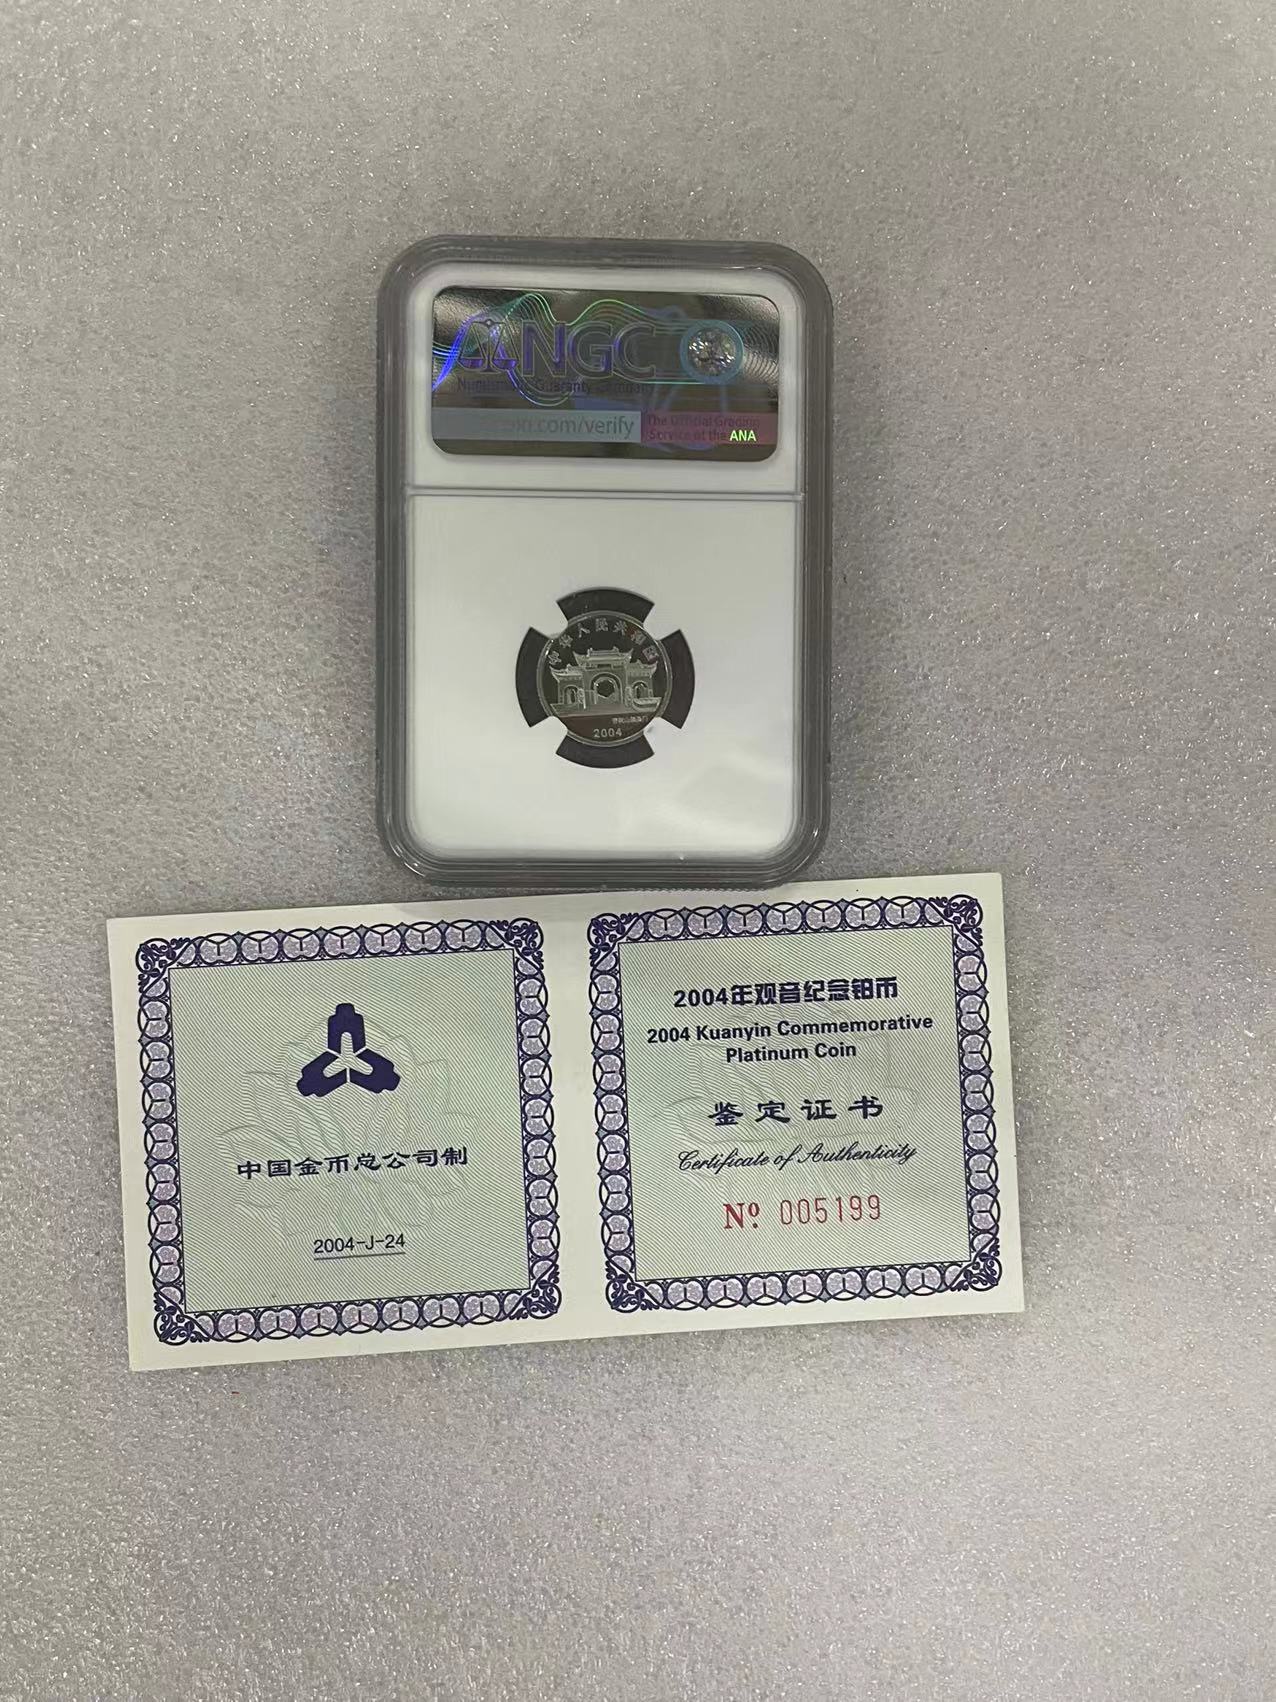 NGC
Numismatic Guaranty Company
.com/verify
The Official Grading
Service of the ANA
中华人民共和国
2004
中国金币总公司制
2004-J-24
2004年观音纪念铂币
2004 Kuanyin Commemorative
Platinum Coin
鉴定证书
Certificate of Authenticity
Nº. 005199